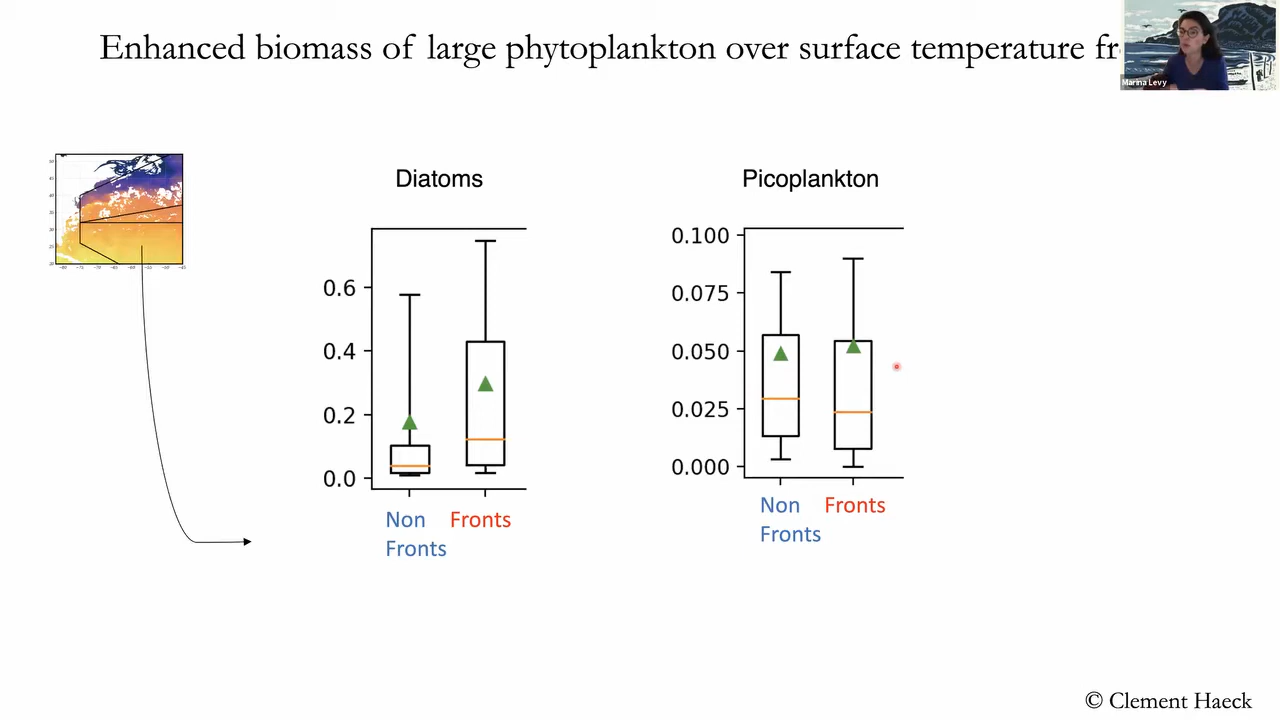 Enhanced biomass of large phytoplankton over surface temperature fr
Marina Levy
Diatoms
Picoplankton
0.6
0.4
0.2
0.0
0.100
0.075
0.050
0.025
0.000
Non
Fronts
Fronts
Non
Fronts
Fronts
© Clement Haeck